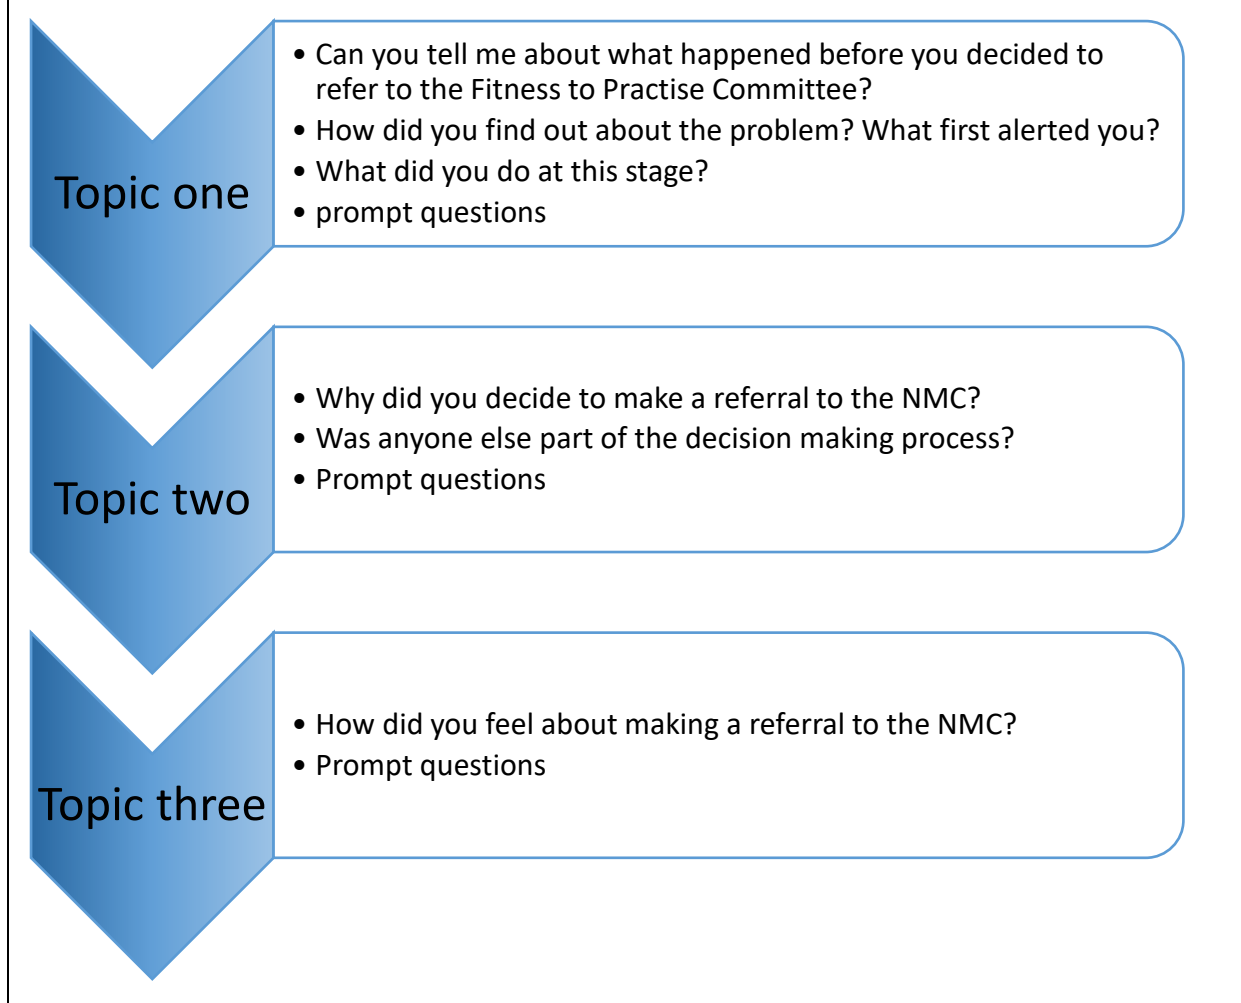 Topic one
• Can you tell me about what happened before you decided to
refer to the Fitness to Practise Committee?
• How did you find out about the problem? What first alerted you?
• What did you do at this stage?
• prompt questions
Topic two
• Why did you decide to make a referral to the NMC?
• Was anyone else part of the decision making process?
• Prompt questions
Topic three
• How did you feel about making a referral to the NMC?
• Prompt questions